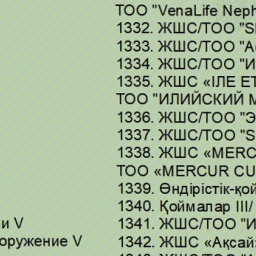 ТОО "VenaLife Neph
1332. ЖШС/ТОО "S
1333. ЖШС/ТОО "А
1334. ЖШС/ТОО "И
1335. ЖШС «ІЛЕ ЕТ
ТОО "ИЛИЙСКИЙ М
1336. ЖШС/ТОО "Э
1337. ЖШС/ТОО "S
1338. ЖШС «MERC
ТОО «MERCUR CU
1339. Өндірістік-қой
1340. Қоймалар III/
и V
1341. ЖШС/ТОО "И
оружение V
1342. ЖШС «Ақсай